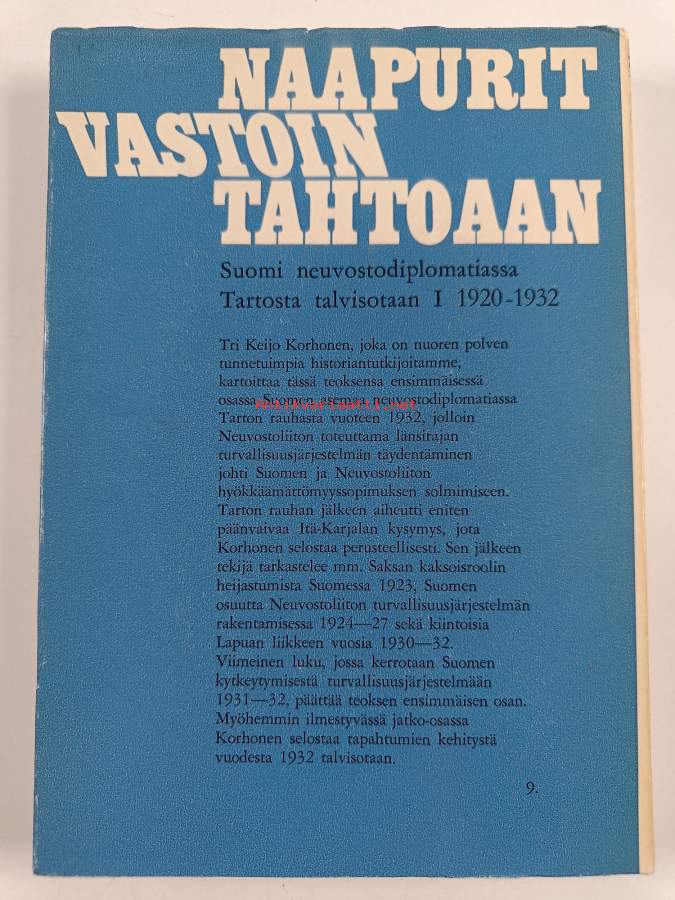 NAAPURIT
VASTOIN
TAHTOAAN
Suomi neuvostodiplomatiassa
Tartosta talvisotaan I 1920-1932
Tri Keijo Korhonen, joka on nuoren polven
tunnetuimpia historiantutkijoitamme,
kartoittaa tässä teoksensa ensimmäisessä
osassa Suomen asemaa neuvostodiplomatiassa
antikvariaatti.net
Tarton rauhasta vuoteen 1932, jolloin
Neuvostoliiton toteuttama länsirajan
turvallisuusjärjestelmän täydentäminen
johti Suomen ja Neuvostoliiton
hyökkäämättömyyssopimuksen solmimiseen.
Tarton rauhan jälkeen aiheutti eniten
päänvaivaa Itä-Karjalan kysymys, jota
Korhonen selostaa perusteellisesti. Sen jälkeen
tekijä tarkastelee mm. Saksan kaksoisroolin
heijastumista Suomessa 1923, Suomen
osuutta Neuvostoliiton turvallisuusjärjestelmän
rakentamisessa 1924—27 sekä kiintoisia
Lapuan liikkeen vuosia 1930—32.
Viimeinen luku, jossa kerrotaan Suomen
kytkeytymisestä turvallisuusjärjestelmään
1931—32, päättää teoksen ensimmäisen osan.
Myöhemmin ilmestyvässä jatko-osassa
Korhonen selostaa tapahtumien kehitystä
vuodesta 1932 talvisotaan.
9.